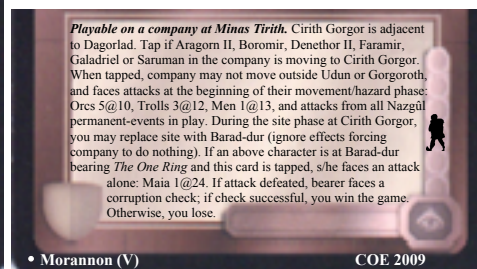 Playable on a company at Minas Tirith. Cirith Gorgor is adjacent
to Dagorlad. Tap if Aragorn II, Boromir, Denethor II, Faramir,
Galadriel or Saruman in the company is moving to Cirith Gorgor.
When tapped, company may not move outside Udun or Gorgoroth,
and faces attacks at the beginning of their movement/hazard phase:
Orcs 5@10, Trolls 3@12, Men 1@13, and attacks from all Nazgûl
permanent-events in play. During the site phase at Cirith Gorgor,
you may replace site with Barad-dur (ignore effects forcing
company to do nothing). If an above character is at Barad-dur
bearing The One Ring and this card is tapped, s/he faces an attack
alone: Maia 1@24. If attack defeated, bearer faces a
corruption check; if check successful, you win the game.
Otherwise, you lose.
• Morannon (V) COE 2009